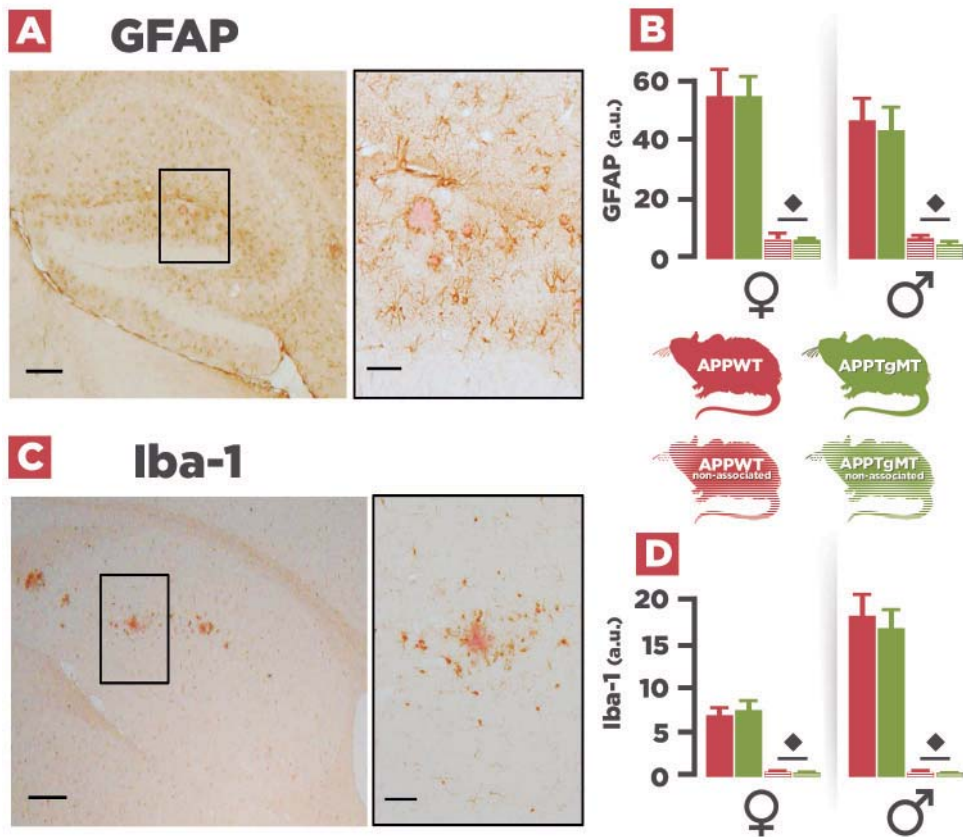 A GFAP
B
GFAP (a.u.)
60
40
20
0
♀ ♂
APPWT APPTgMT
APPWT non-associated
APPTgMT non-associated
C Iba-1
D
Iba-1 (a.u.)
20
15
10
5
0
♀ ♂